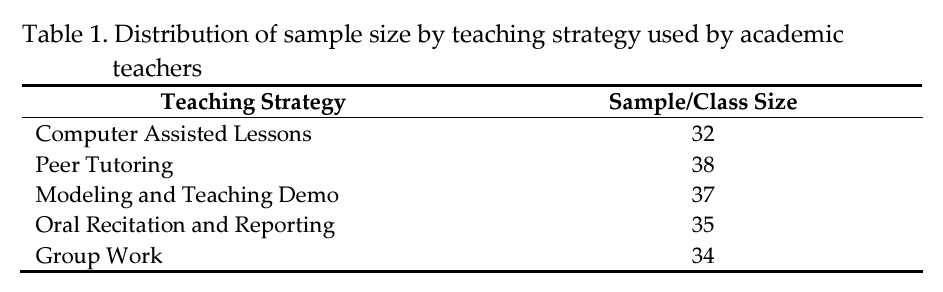 Table 1. Distribution of sample size by teaching strategy used by academic
teachers
Teaching Strategy Sample/Class Size
Computer Assisted Lessons 32
Peer Tutoring 38
Modeling and Teaching Demo 37
Oral Recitation and Reporting 35
Group Work 34